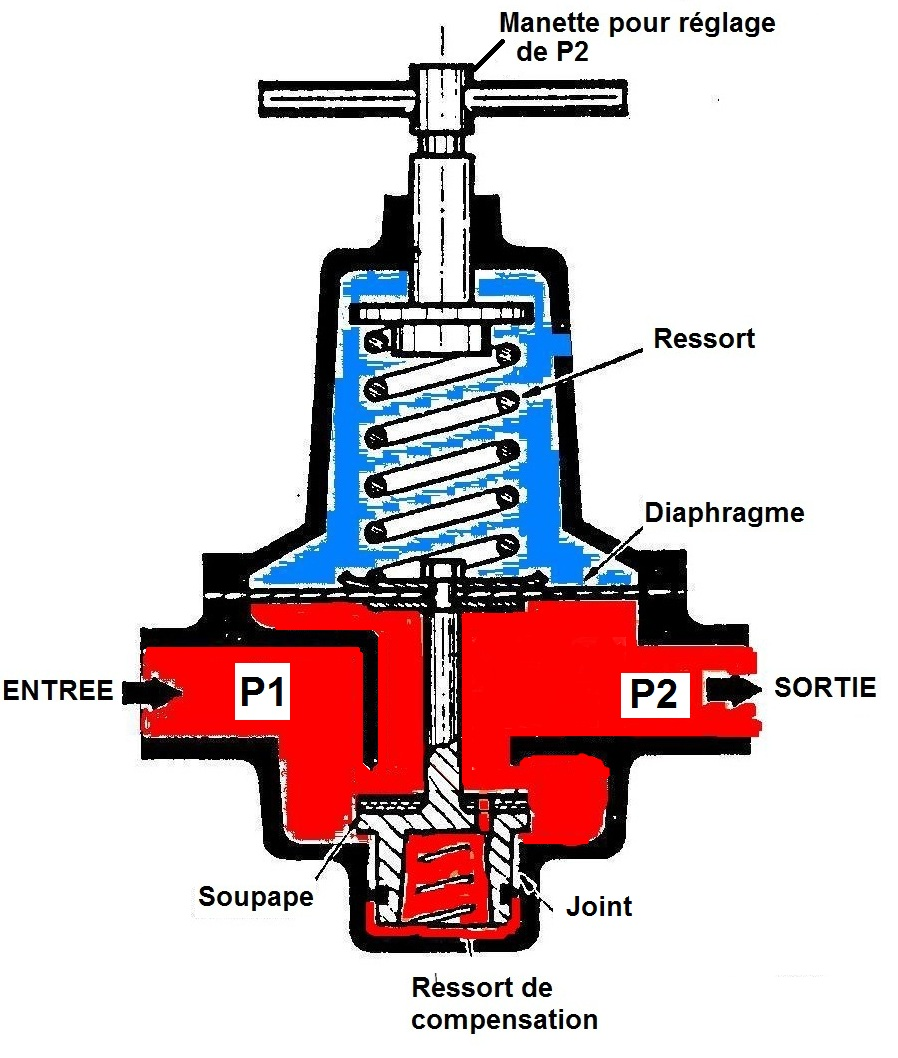 Manette pour réglage
de P2
Ressort
Diaphragme
ENTREE
P1
P2
SORTIE
Soupape
Joint
Ressort de
compensation